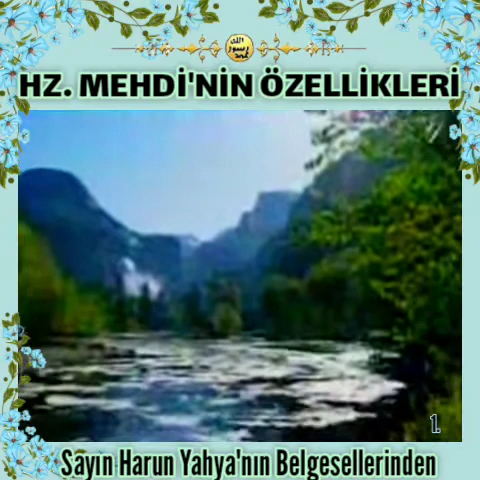 HZ. MEHDİ'NİN ÖZELLİKLERİ
1.
Sayın Harun Yahya'nın Belgesellerinden